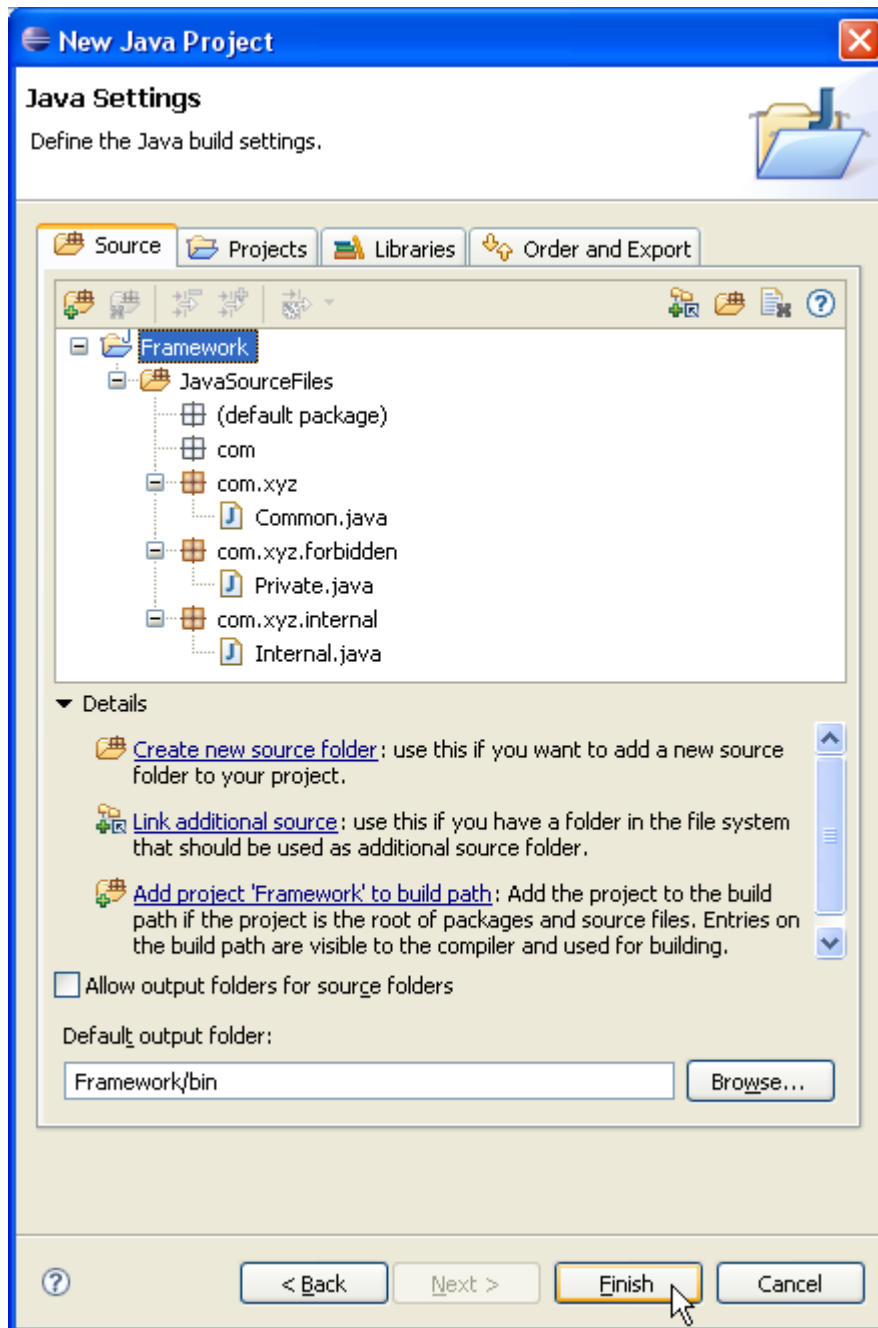 New Java Project
Java Settings
Define the Java build settings.
Source Projects Libraries Order and Export
Framework
JavaSourceFiles
(default package)
com
com.xyz
Common.java
com.xyz.forbidden
Private.java
com.xyz.internal
Internal.java
Details
Create new source folder: use this if you want to add a new source
folder to your project.
Link additional source: use this if you have a folder in the file system
that should be used as additional source folder.
Add project 'Framework' to build path: Add the project to the build
path if the project is the root of packages and source files. Entries on
the build path are visible to the compiler and used for building.
Allow output folders for source folders
Default output folder:
Framework/bin Browse...
< Back Next > Finish Cancel